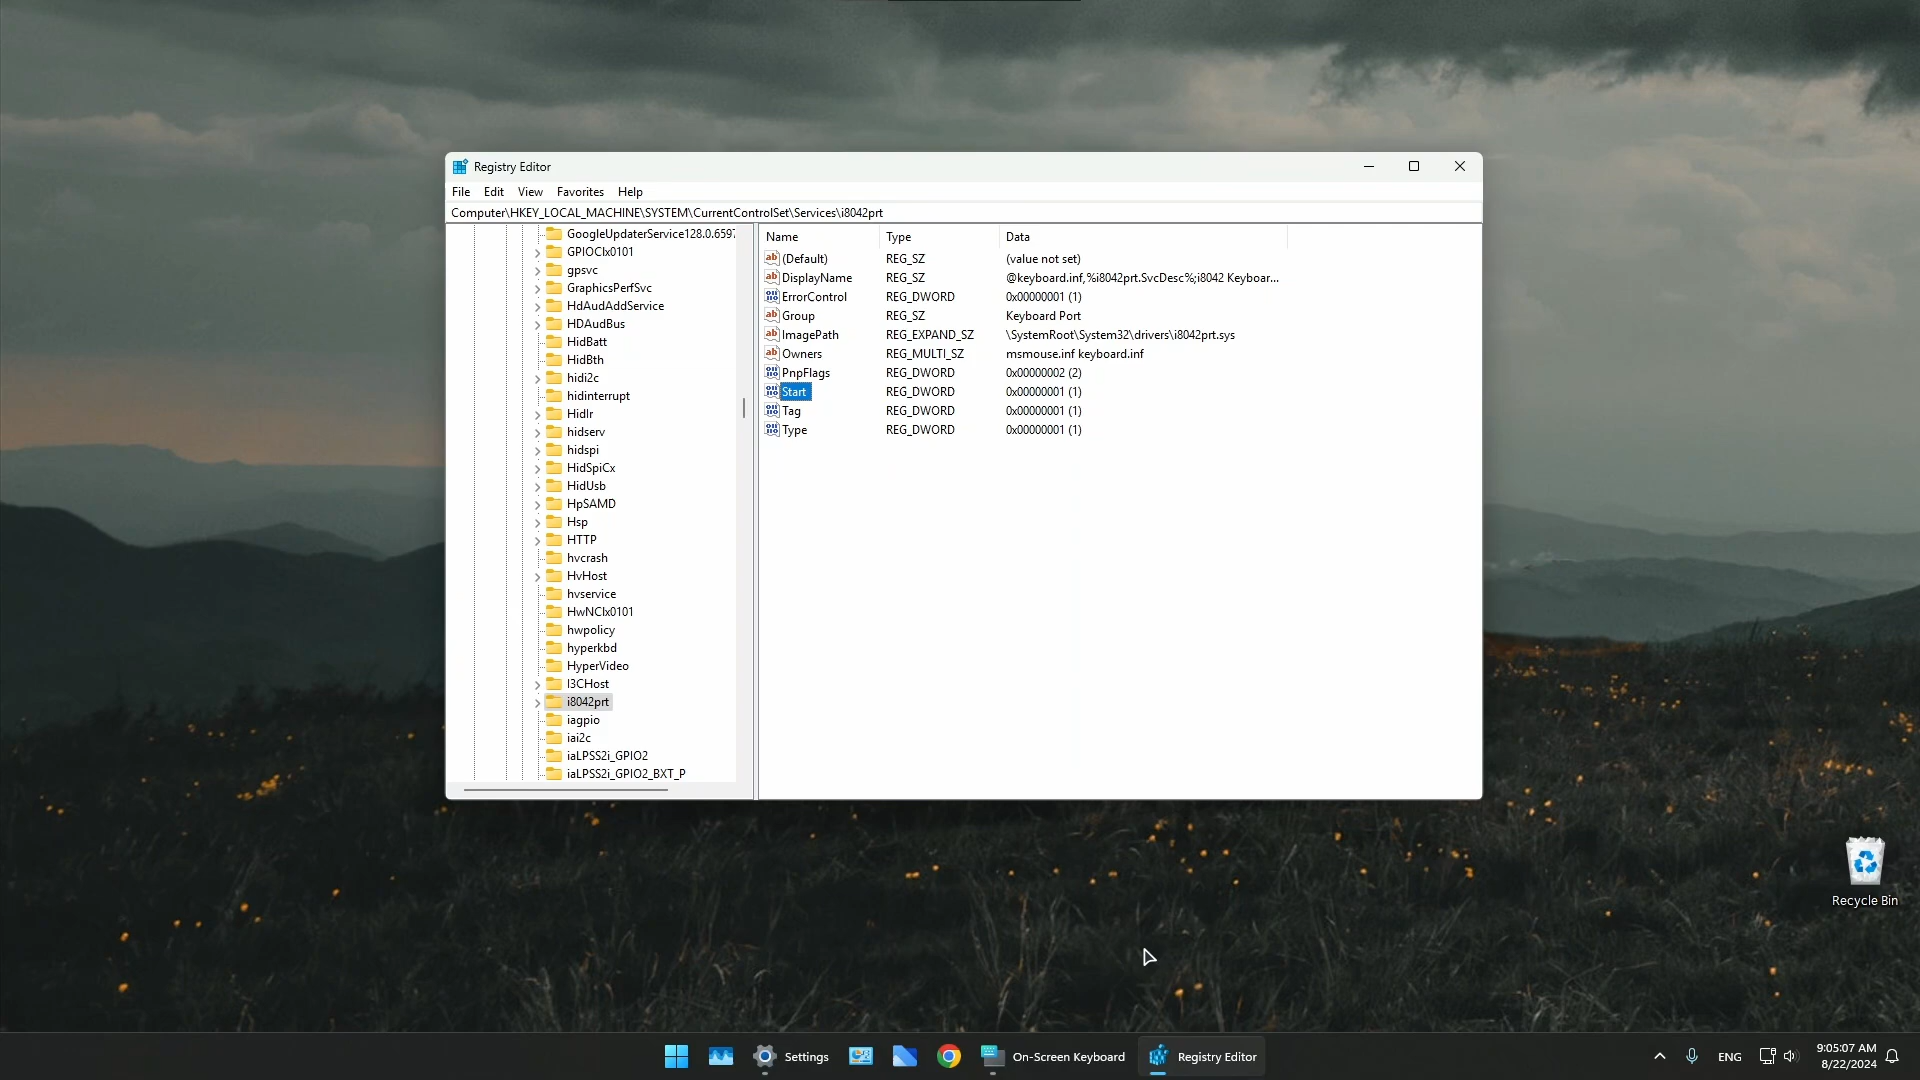 Registry Editor
File Edit View Favorites Help
Computer\HKEY_LOCAL_MACHINE\SYSTEM\CurrentControlSet\Services\i8042prt
GoogleUpdaterService128.0.6597
GPIOClx0101
gpsvc
GraphicsPerfSvc
HdAudAddService
HDAudBus
HidBatt
HidBth
hidi2c
hidinterrupt
HidIr
hidserv
hidspi
HidSpiCx
HidUsb
HpSAMD
Hsp
HTTP
hvcrash
HvHost
hvservice
HwNClx0101
hwpolicy
hyperkbd
HyperVideo
I3CHost
i8042prt
iagpio
iai2c
iaLPSS2i_GPIO2
iaLPSS2i_GPIO2_BXT_P
Name Type Data
(Default) REG_SZ (value not set)
DisplayName REG_SZ @keyboard.inf,%i8042prt.SvcDesc%;i8042 Keyboar...
ErrorControl REG_DWORD 0x00000001 (1)
Group REG_SZ Keyboard Port
ImagePath REG_EXPAND_SZ \SystemRoot\System32\drivers\i8042prt.sys
Owners REG_MULTI_SZ msmouse.inf keyboard.inf
PnpFlags REG_DWORD 0x00000002 (2)
Start REG_DWORD 0x00000001 (1)
Tag REG_DWORD 0x00000001 (1)
Type REG_DWORD 0x00000001 (1)
Recycle Bin
Settings On-Screen Keyboard Registry Editor ENG 9:05:07 AM
8/22/2024